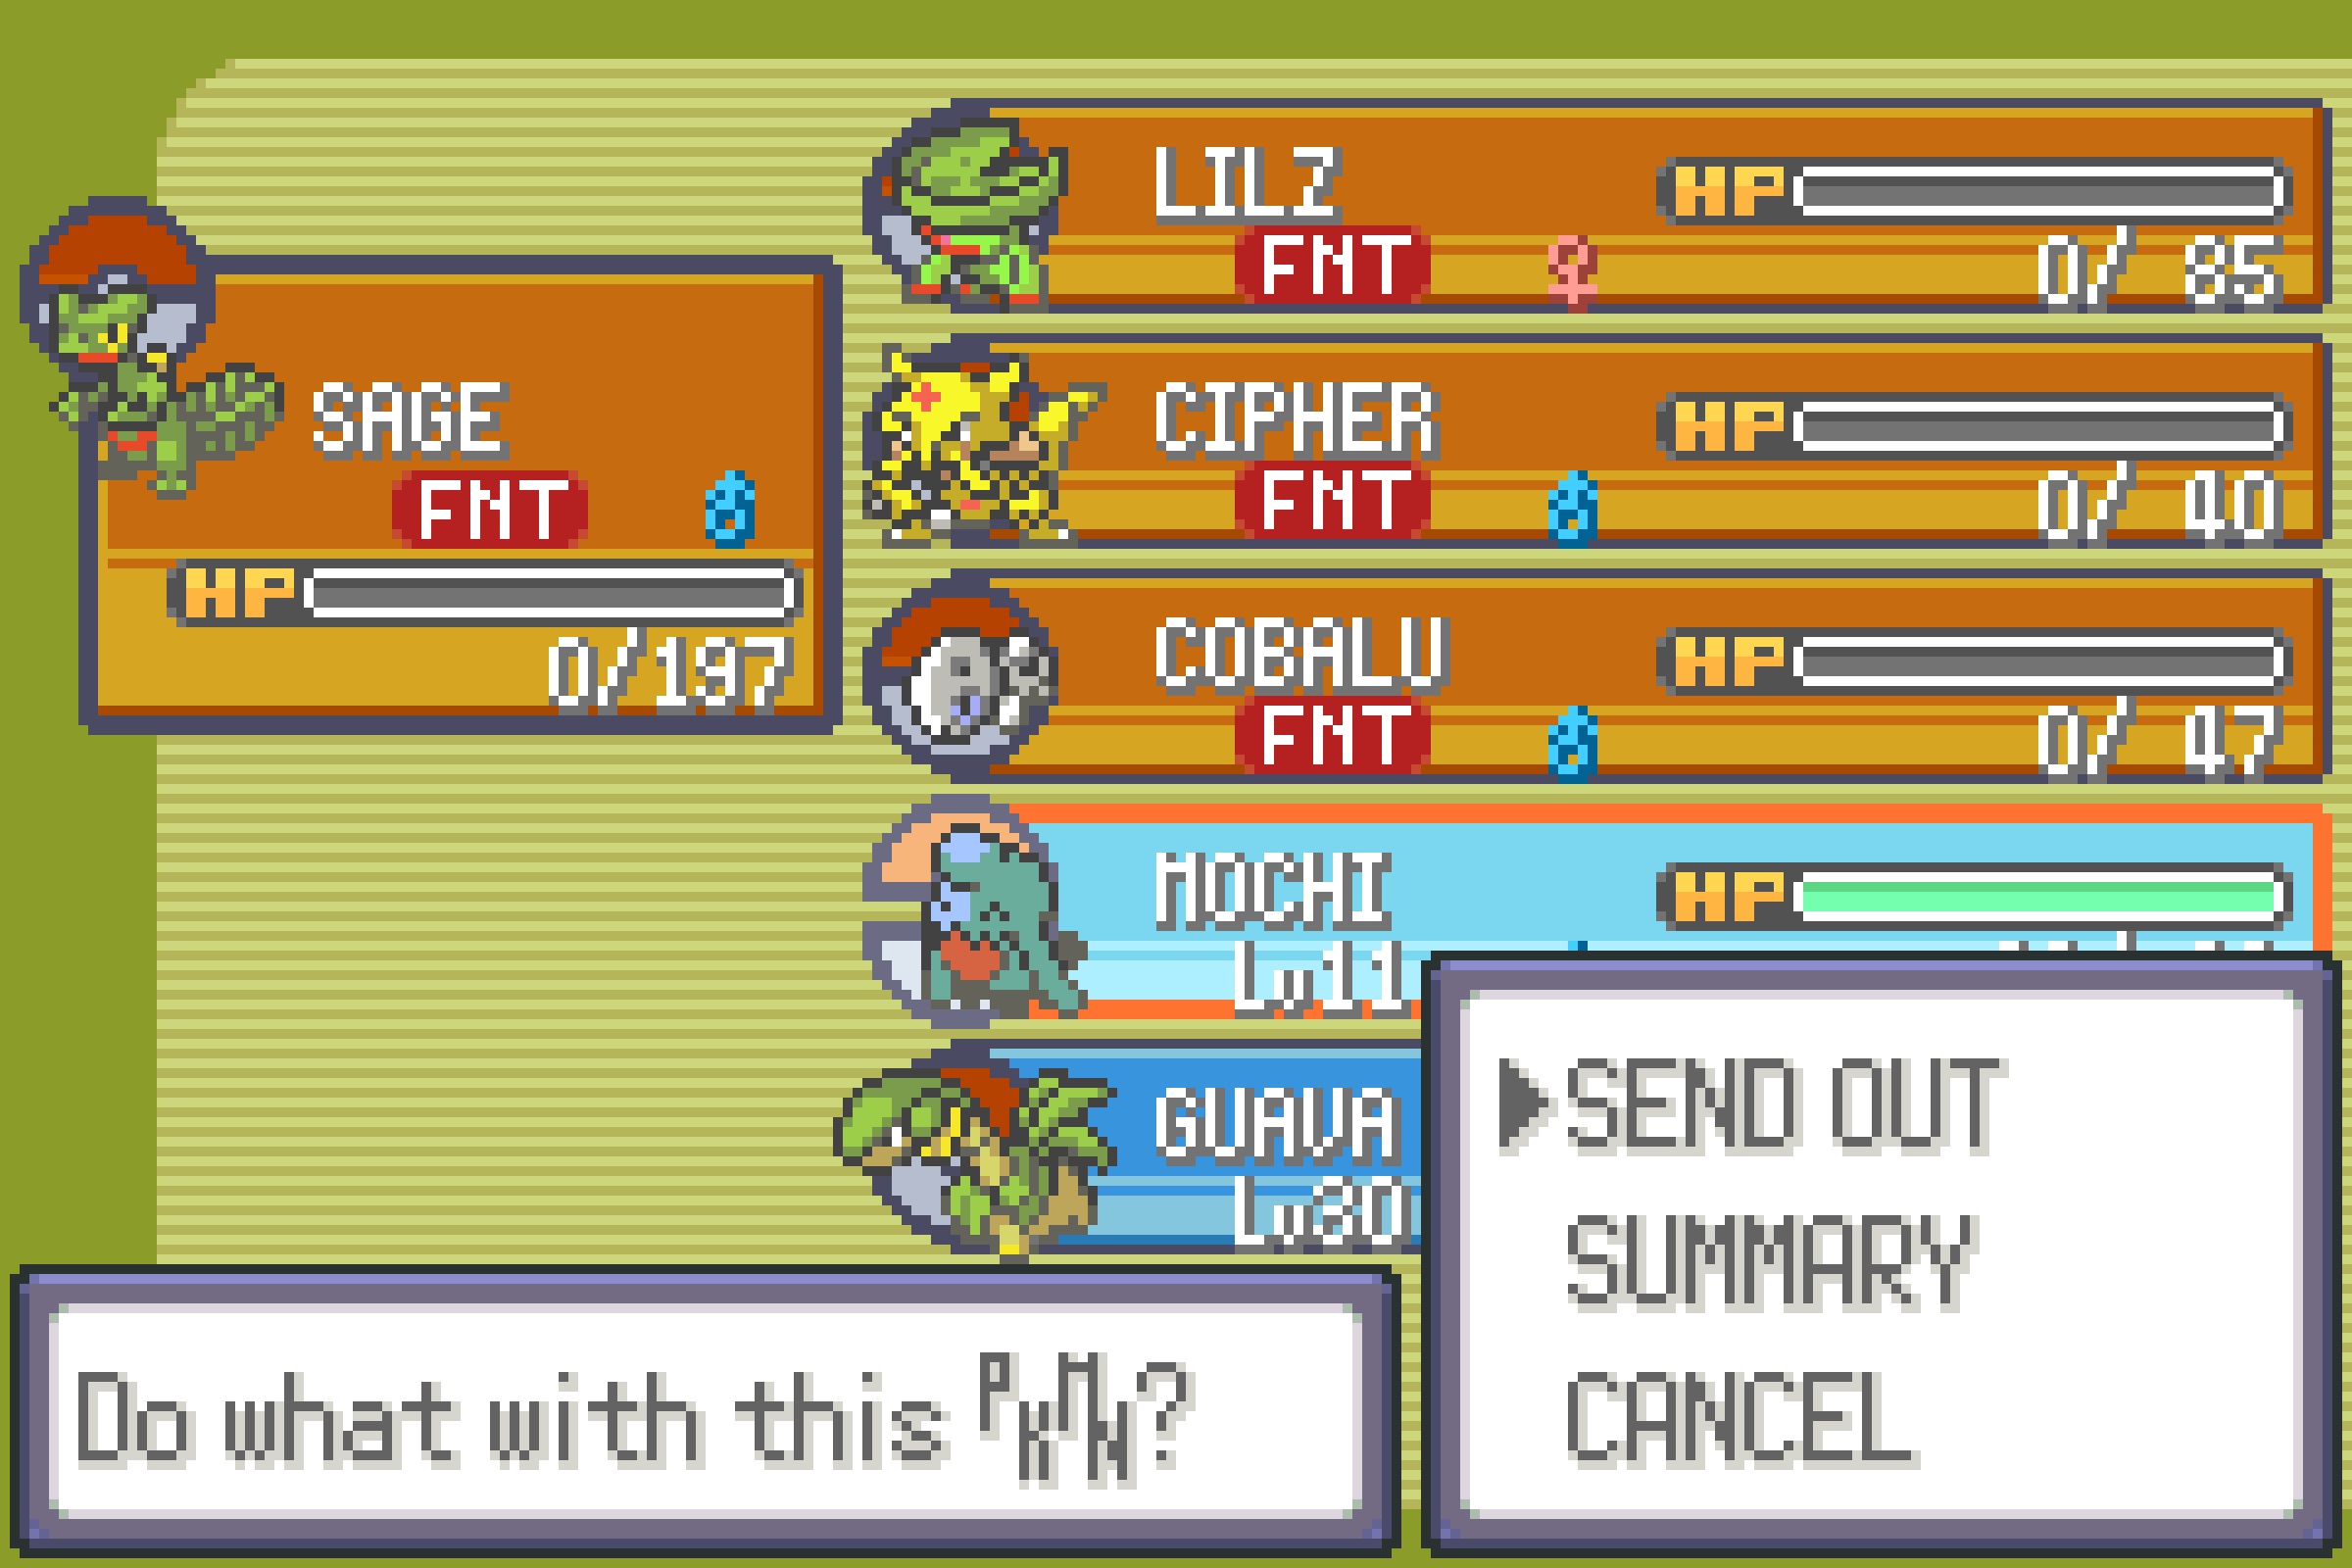 SAGE
FNT ♂
HP
0/197
LILZ HP
FNT ♀ 0/ 85
CIPHER HP
FNT ♂ 0/ 40
COBALU HP
FNT ♂ 0/ 47
MOCHI HP
Lv11
GUAVA
Do what with this PKMN?
▶SEND OUT
SUMMARY
CANCEL